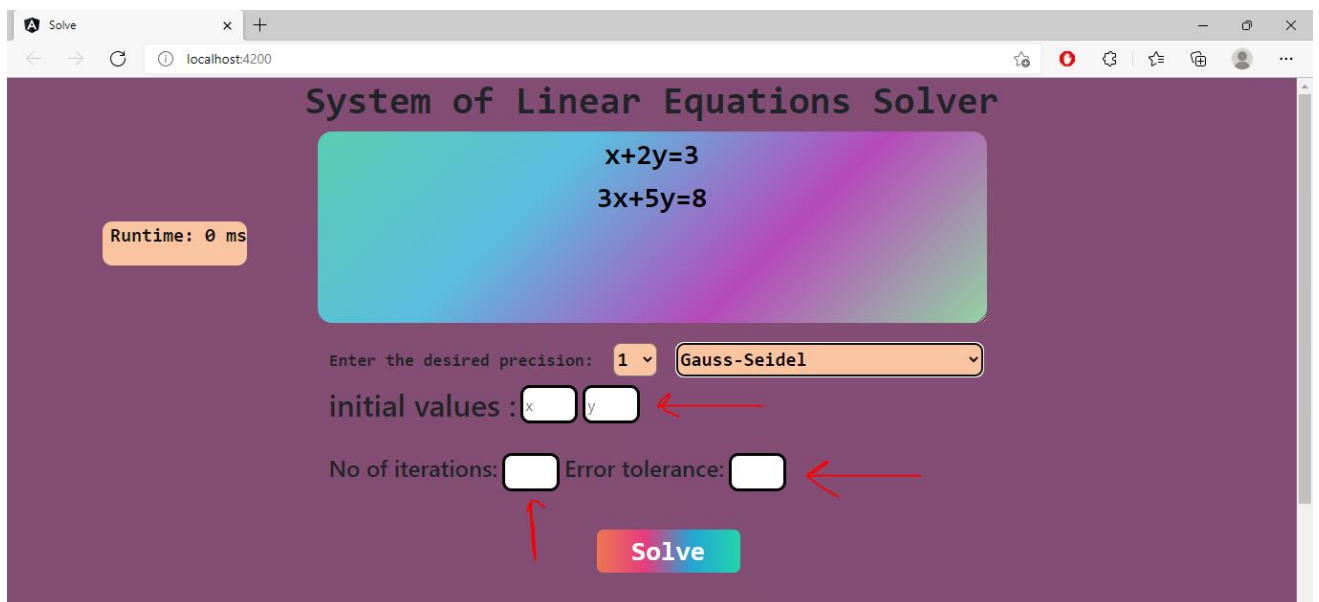 Solve
localhost:4200
System of Linear Equations Solver
x+2y=3
3x+5y=8
Runtime: 0 ms
Enter the desired precision: 1 Gauss-Seidel
initial values : x y
No of iterations: Error tolerance:
Solve